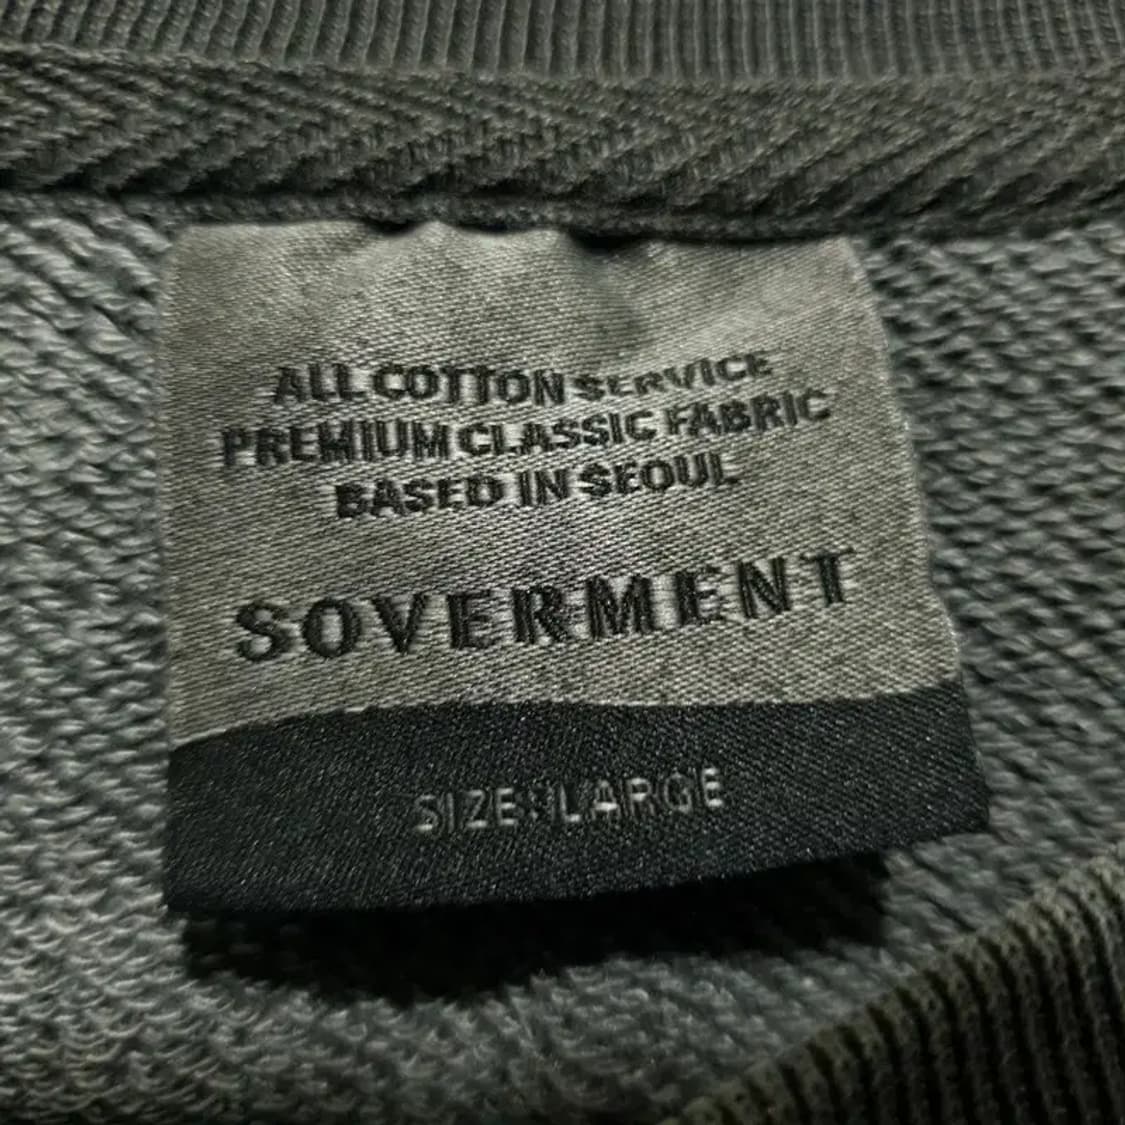 ALL COTTON SERVICE
PREMIUM CLASSIC FABRIC
BASED IN SEOUL
SOVERMENT
SIZE:LARGE